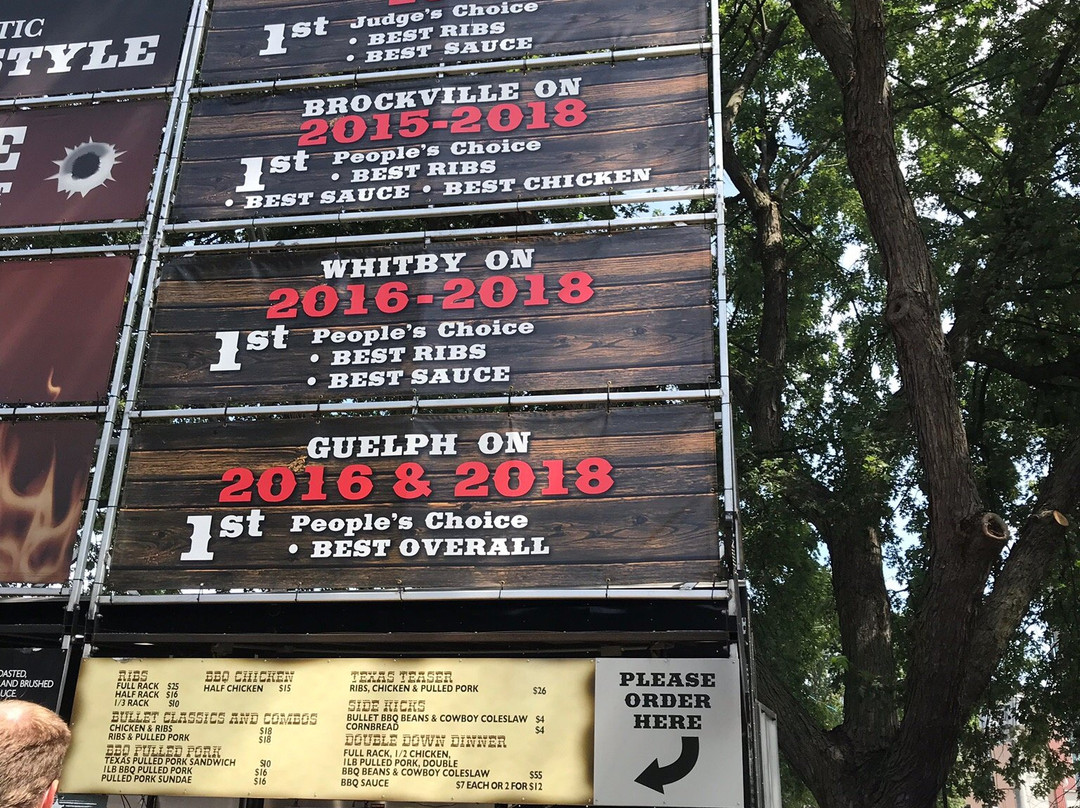 TIC
STYLE
E
T
1st Judge's Choice
• BEST RIBS
• BEST SAUCE
BROCKVILLE ON
2015-2018
1st People's Choice
• BEST RIBS
• BEST SAUCE • BEST CHICKEN
WHITBY ON
2016-2018
1st People's Choice
• BEST RIBS
• BEST SAUCE
GUELPH ON
2016 & 2018
1st People's Choice
• BEST OVERALL
OASTED,
AND BRUSHED
UCE
RIBS
FULL RACK $25
HALF RACK $16
1/3 RACK $10
BBQ CHICKEN
HALF CHICKEN $15
BULLET CLASSICS AND COMBOS
CHICKEN & RIBS $18
RIBS & PULLED PORK $18
BBQ PULLED PORK
TEXAS PULLED PORK SANDWICH $10
1LB BBQ PULLED PORK $16
PULLED PORK SUNDAE $16
TEXAS TEASER
RIBS, CHICKEN & PULLED PORK $26
SIDE KICKS
BULLET BBQ BEANS & COWBOY COLESLAW $4
CORNBREAD $4
DOUBLE DOWN DINNER
FULL RACK, 1/2 CHICKEN,
1LB PULLED PORK, DOUBLE
BBQ BEANS & COWBOY COLESLAW $55
BBQ SAUCE $7 EACH OR 2 FOR $12
PLEASE
ORDER
HERE